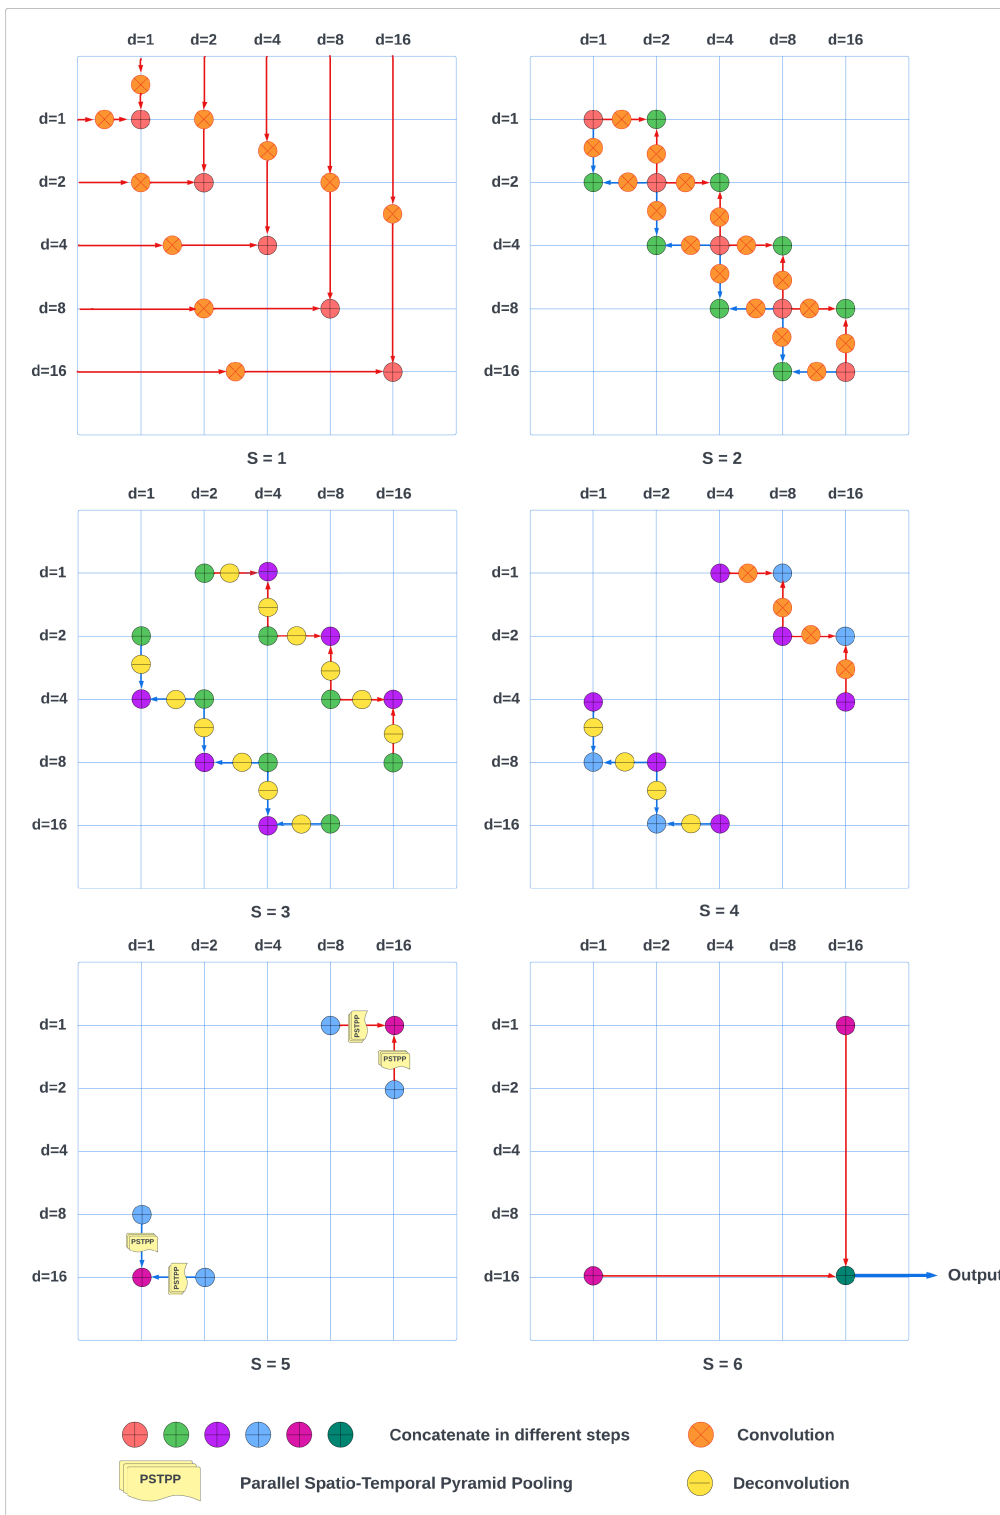 d=1 d=2 d=4 d=8 d=16
d=1
d=2
d=4
d=8
d=16
S = 1
d=1 d=2 d=4 d=8 d=16
d=1
d=2
d=4
d=8
d=16
S = 2
d=1 d=2 d=4 d=8 d=16
d=1
d=2
d=4
d=8
d=16
S = 3
d=1 d=2 d=4 d=8 d=16
d=1
d=2
d=4
d=8
d=16
S = 4
d=1 d=2 d=4 d=8 d=16
d=1
PSTPP
PSTPP
d=2
d=4
d=8
PSTPP
d=16
PSTPP
S = 5
d=1 d=2 d=4 d=8 d=16
d=1
d=2
d=4
d=8
d=16
Output
S = 6
Concatenate in different steps
Convolution
PSTPP
Parallel Spatio-Temporal Pyramid Pooling
Deconvolution